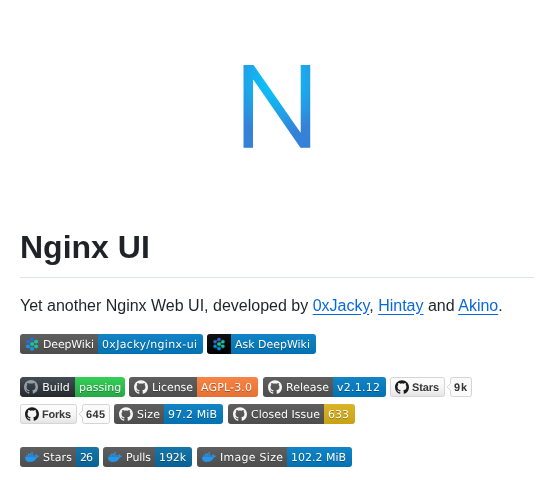 N
Nginx UI
Yet another Nginx Web UI, developed by 0xJacky, Hintay and Akino.
DeepWiki 0xJacky/nginx-ui Ask DeepWiki
Build passing License AGPL-3.0 Release v2.1.12 Stars 9k
Forks 645 Size 97.2 MiB Closed Issue 633
Stars 26 Pulls 192k Image Size 102.2 MiB